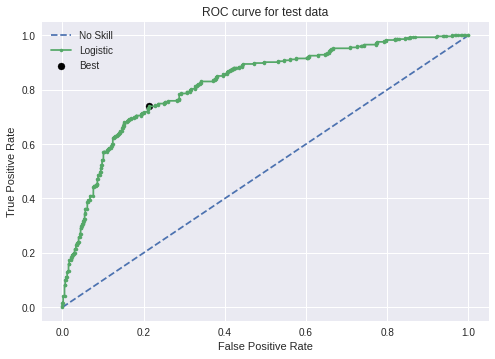 ROC curve for test data
No Skill
Logistic
Best
True Positive Rate
1.0
0.8
0.6
0.4
0.2
0.0
0.0 0.2 0.4 0.6 0.8 1.0
False Positive Rate